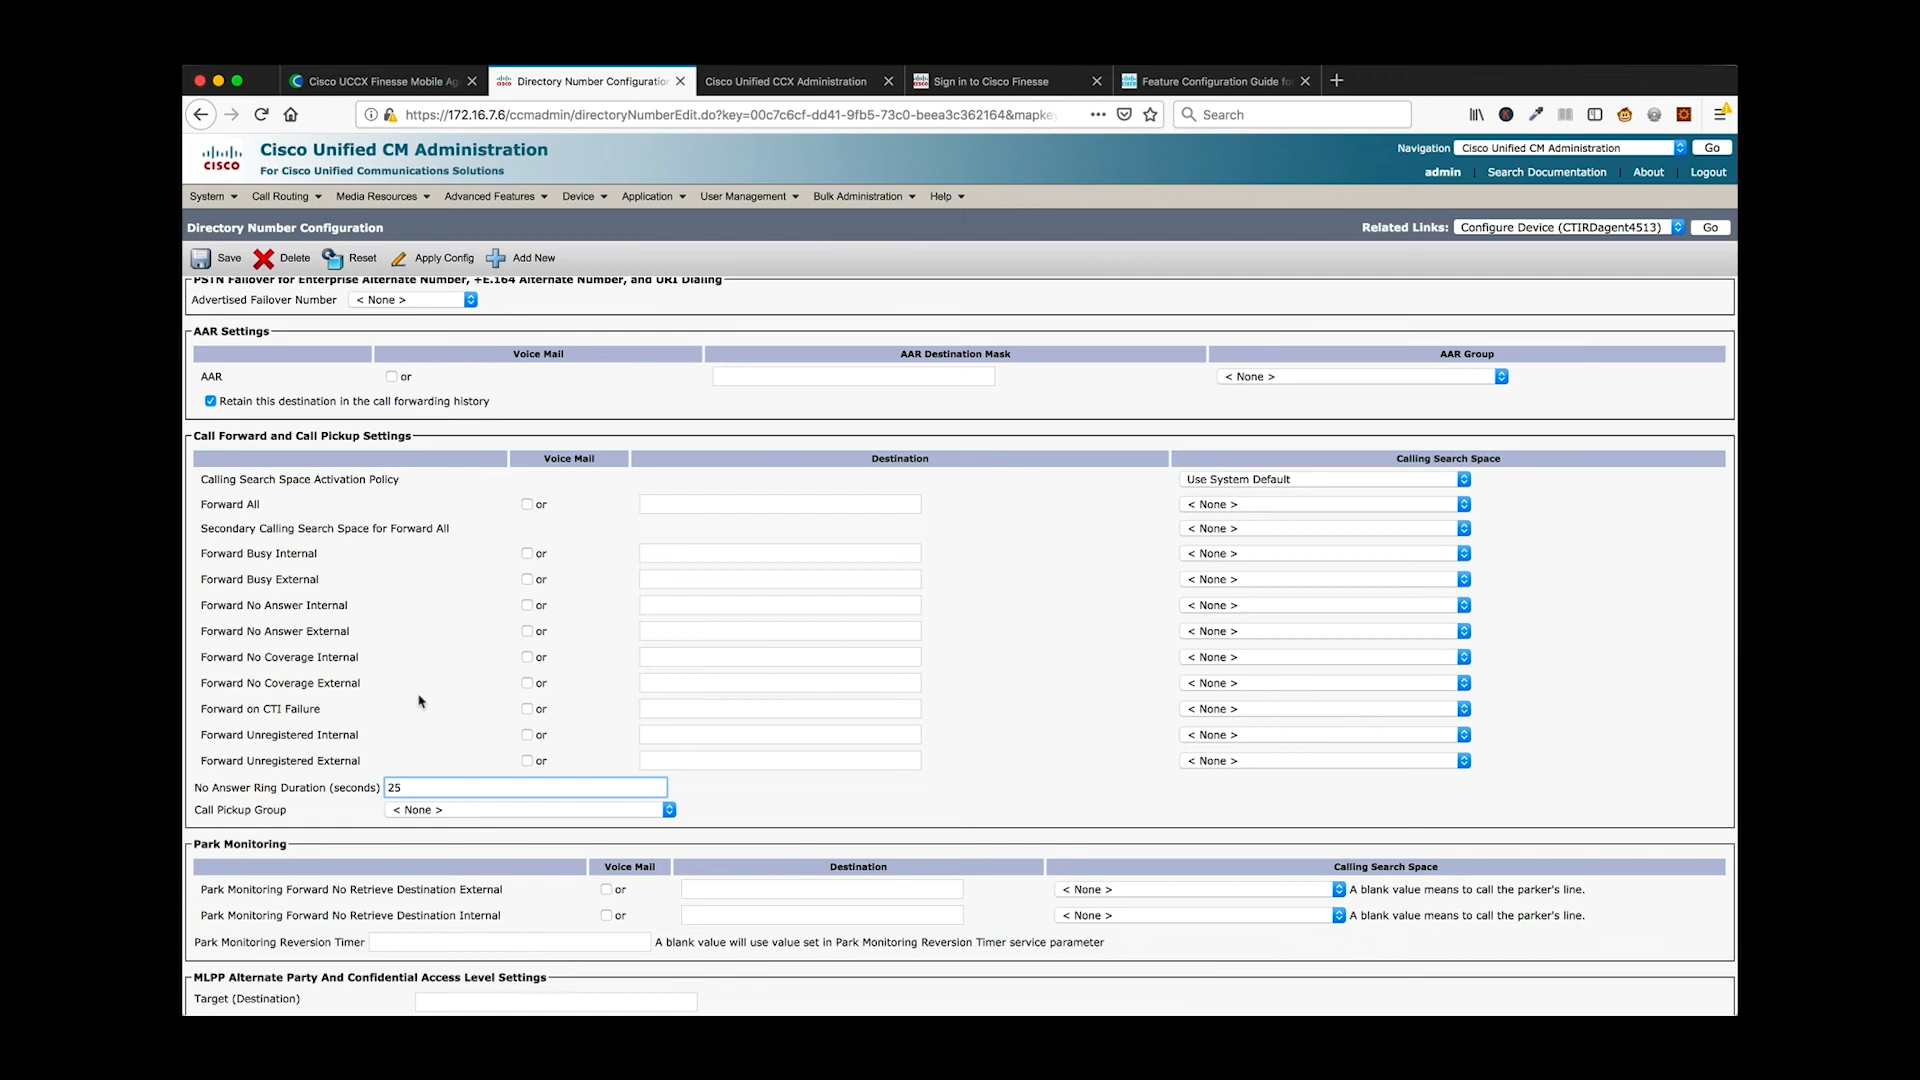 Cisco UCCX Finesse Mobile Ag
Directory Number Configuration
Cisco Unified CCX Administration
Sign in to Cisco Finesse
Feature Configuration Guide fo
https://172.16.7.6/ccmadmin/directoryNumberEdit.do?key=00c7c6cf-dd41-9fb5-73c0-beea3c362164&mapke
Search
CISCO
Cisco Unified CM Administration
For Cisco Unified Communications Solutions
Navigation Cisco Unified CM Administration Go
admin | Search Documentation | About | Logout
System Call Routing Media Resources Advanced Features Device Application User Management Bulk Administration Help
Directory Number Configuration
Related Links: Configure Device (CTIRDagent4513) Go
Save Delete Reset Apply Config Add New
PSTN Failover for Enterprise Alternate Number, +E.164 Alternate Number, and URI Dialing
Advertised Failover Number < None >
AAR Settings
Voice Mail AAR Destination Mask AAR Group
AAR or < None >
Retain this destination in the call forwarding history
Call Forward and Call Pickup Settings
Voice Mail Destination Calling Search Space
Calling Search Space Activation Policy Use System Default
Forward All or < None >
Secondary Calling Search Space for Forward All < None >
Forward Busy Internal or < None >
Forward Busy External or < None >
Forward No Answer Internal or < None >
Forward No Answer External or < None >
Forward No Coverage Internal or < None >
Forward No Coverage External or < None >
Forward on CTI Failure or < None >
Forward Unregistered Internal or < None >
Forward Unregistered External or < None >
No Answer Ring Duration (seconds) 25
Call Pickup Group < None >
Park Monitoring
Voice Mail Destination Calling Search Space
Park Monitoring Forward No Retrieve Destination External or < None > A blank value means to call the parker's line.
Park Monitoring Forward No Retrieve Destination Internal or < None > A blank value means to call the parker's line.
Park Monitoring Reversion Timer A blank value will use value set in Park Monitoring Reversion Timer service parameter
MLPP Alternate Party And Confidential Access Level Settings
Target (Destination)